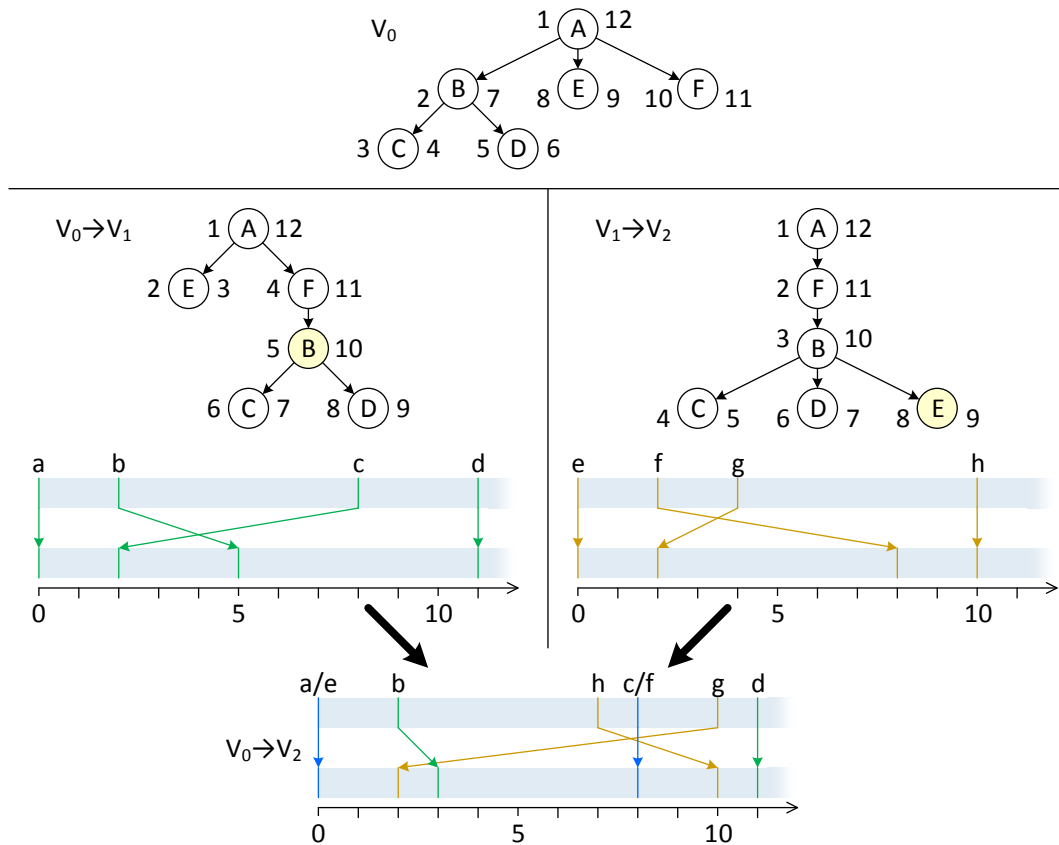 V0
1 A 12
2 B 7
8 E 9
10 F 11
3 C 4
5 D 6
V0→V1
1 A 12
2 E 3
4 F 11
5 B 10
6 C 7
8 D 9
a b c d
0 5 10
V1→V2
1 A 12
2 F 11
3 B 10
4 C 5
6 D 7
8 E 9
e f g h
0 5 10
a/e b h c/f g d
V0→V2
0 5 10